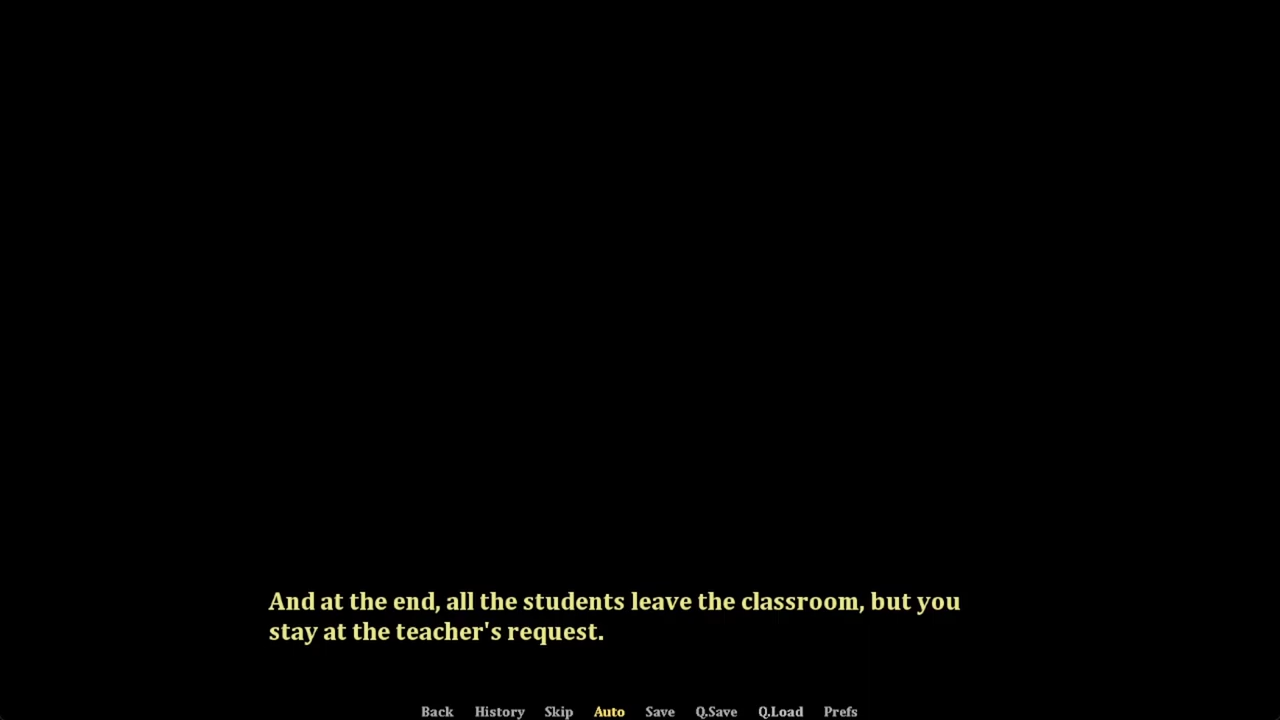 And at the end, all the students leave the classroom, but you
stay at the teacher's request.
Back History Skip Auto Save Q.Save Q.Load Prefs